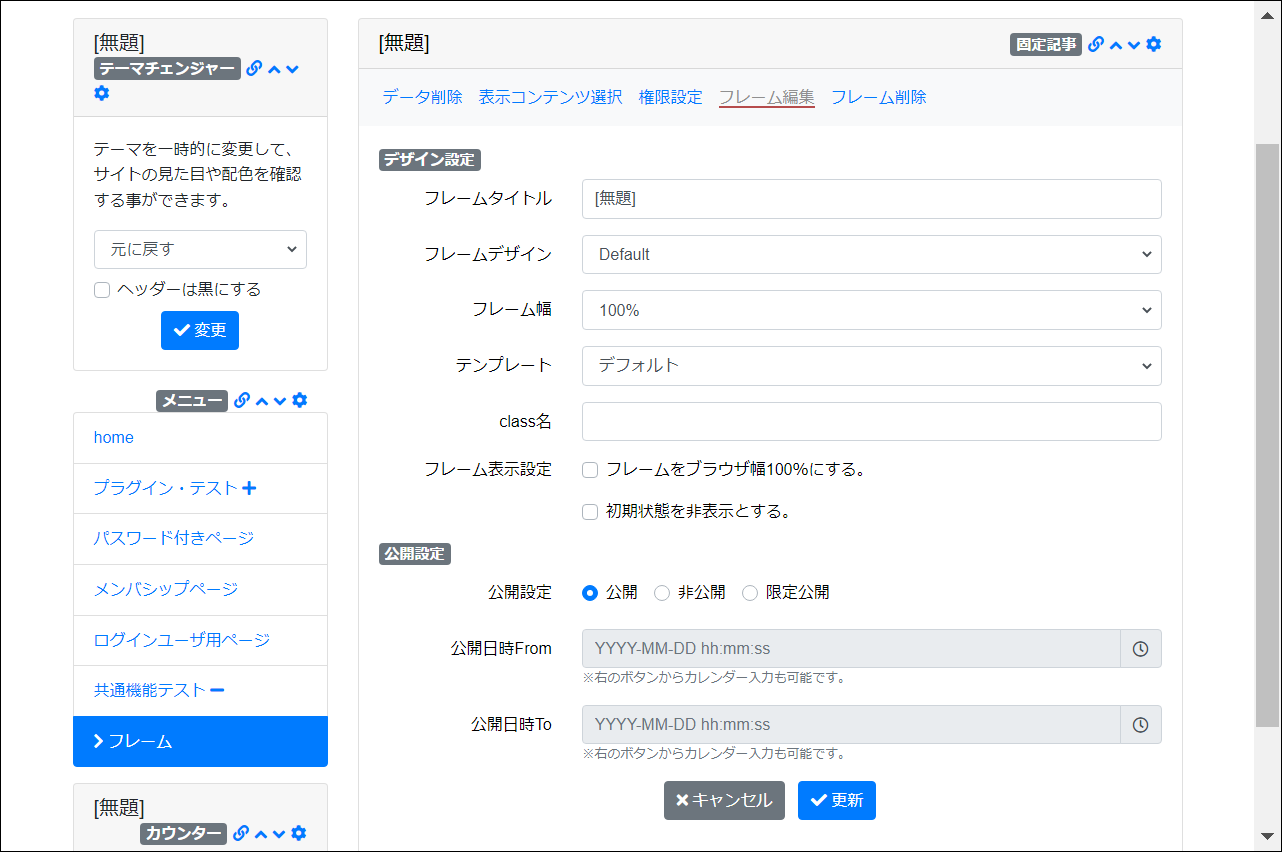 [無題]
テーマチェンジャー
テーマを一時的に変更して、
サイトの見た目や配色を確認
する事ができます。
元に戻す
ヘッダーは黒にする
変更
メニュー
home
プラグイン・テスト
パスワード付きページ
メンバシップページ
ログインユーザ用ページ
共通機能テスト
フレーム
[無題]
カウンター
[無題]
固定記事
データ削除 表示コンテンツ選択 権限設定 フレーム編集 フレーム削除
デザイン設定
フレームタイトル [無題]
フレームデザイン Default
フレーム幅 100%
テンプレート デフォルト
class名
フレーム表示設定 フレームをブラウザ幅100%にする。
初期状態を非表示とする。
公開設定
公開設定 公開 非公開 限定公開
公開日時From YYYY-MM-DD hh:mm:ss
※右のボタンからカレンダー入力も可能です。
公開日時To YYYY-MM-DD hh:mm:ss
※右のボタンからカレンダー入力も可能です。
キャンセル 更新